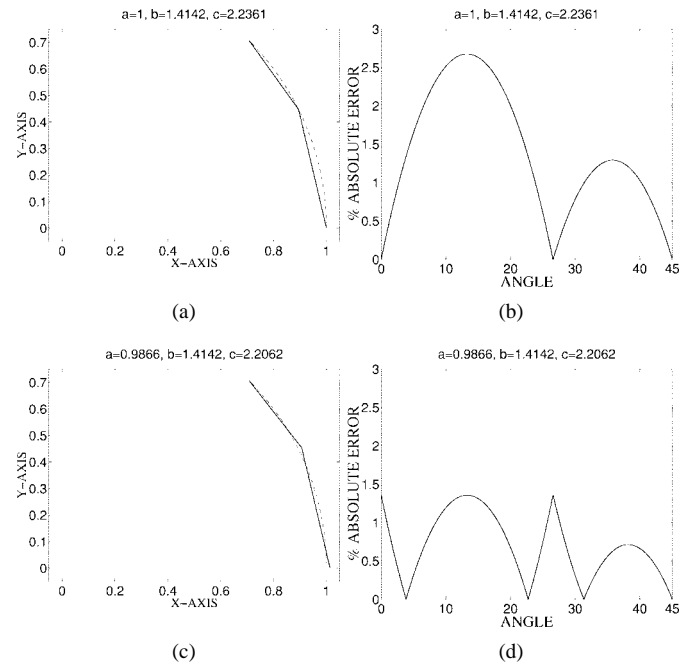 a=1, b=1.4142, c=2.2361
0.7
0.6
0.5
0.4
0.3
0.2
0.1
0
Y-AXIS
0 0.2 0.4 0.6 0.8 1
X-AXIS
(a)
a=1, b=1.4142, c=2.2361
3
2.5
2
1.5
1
0.5
0
% ABSOLUTE ERROR
0 10 20 30 40 45
ANGLE
(b)
a=0.9866, b=1.4142, c=2.2062
0.7
0.6
0.5
0.4
0.3
0.2
0.1
0
Y-AXIS
0 0.2 0.4 0.6 0.8 1
X-AXIS
(c)
a=0.9866, b=1.4142, c=2.2062
3
2.5
2
1.5
1
0.5
0
% ABSOLUTE ERROR
0 10 20 30 40 45
ANGLE
(d)